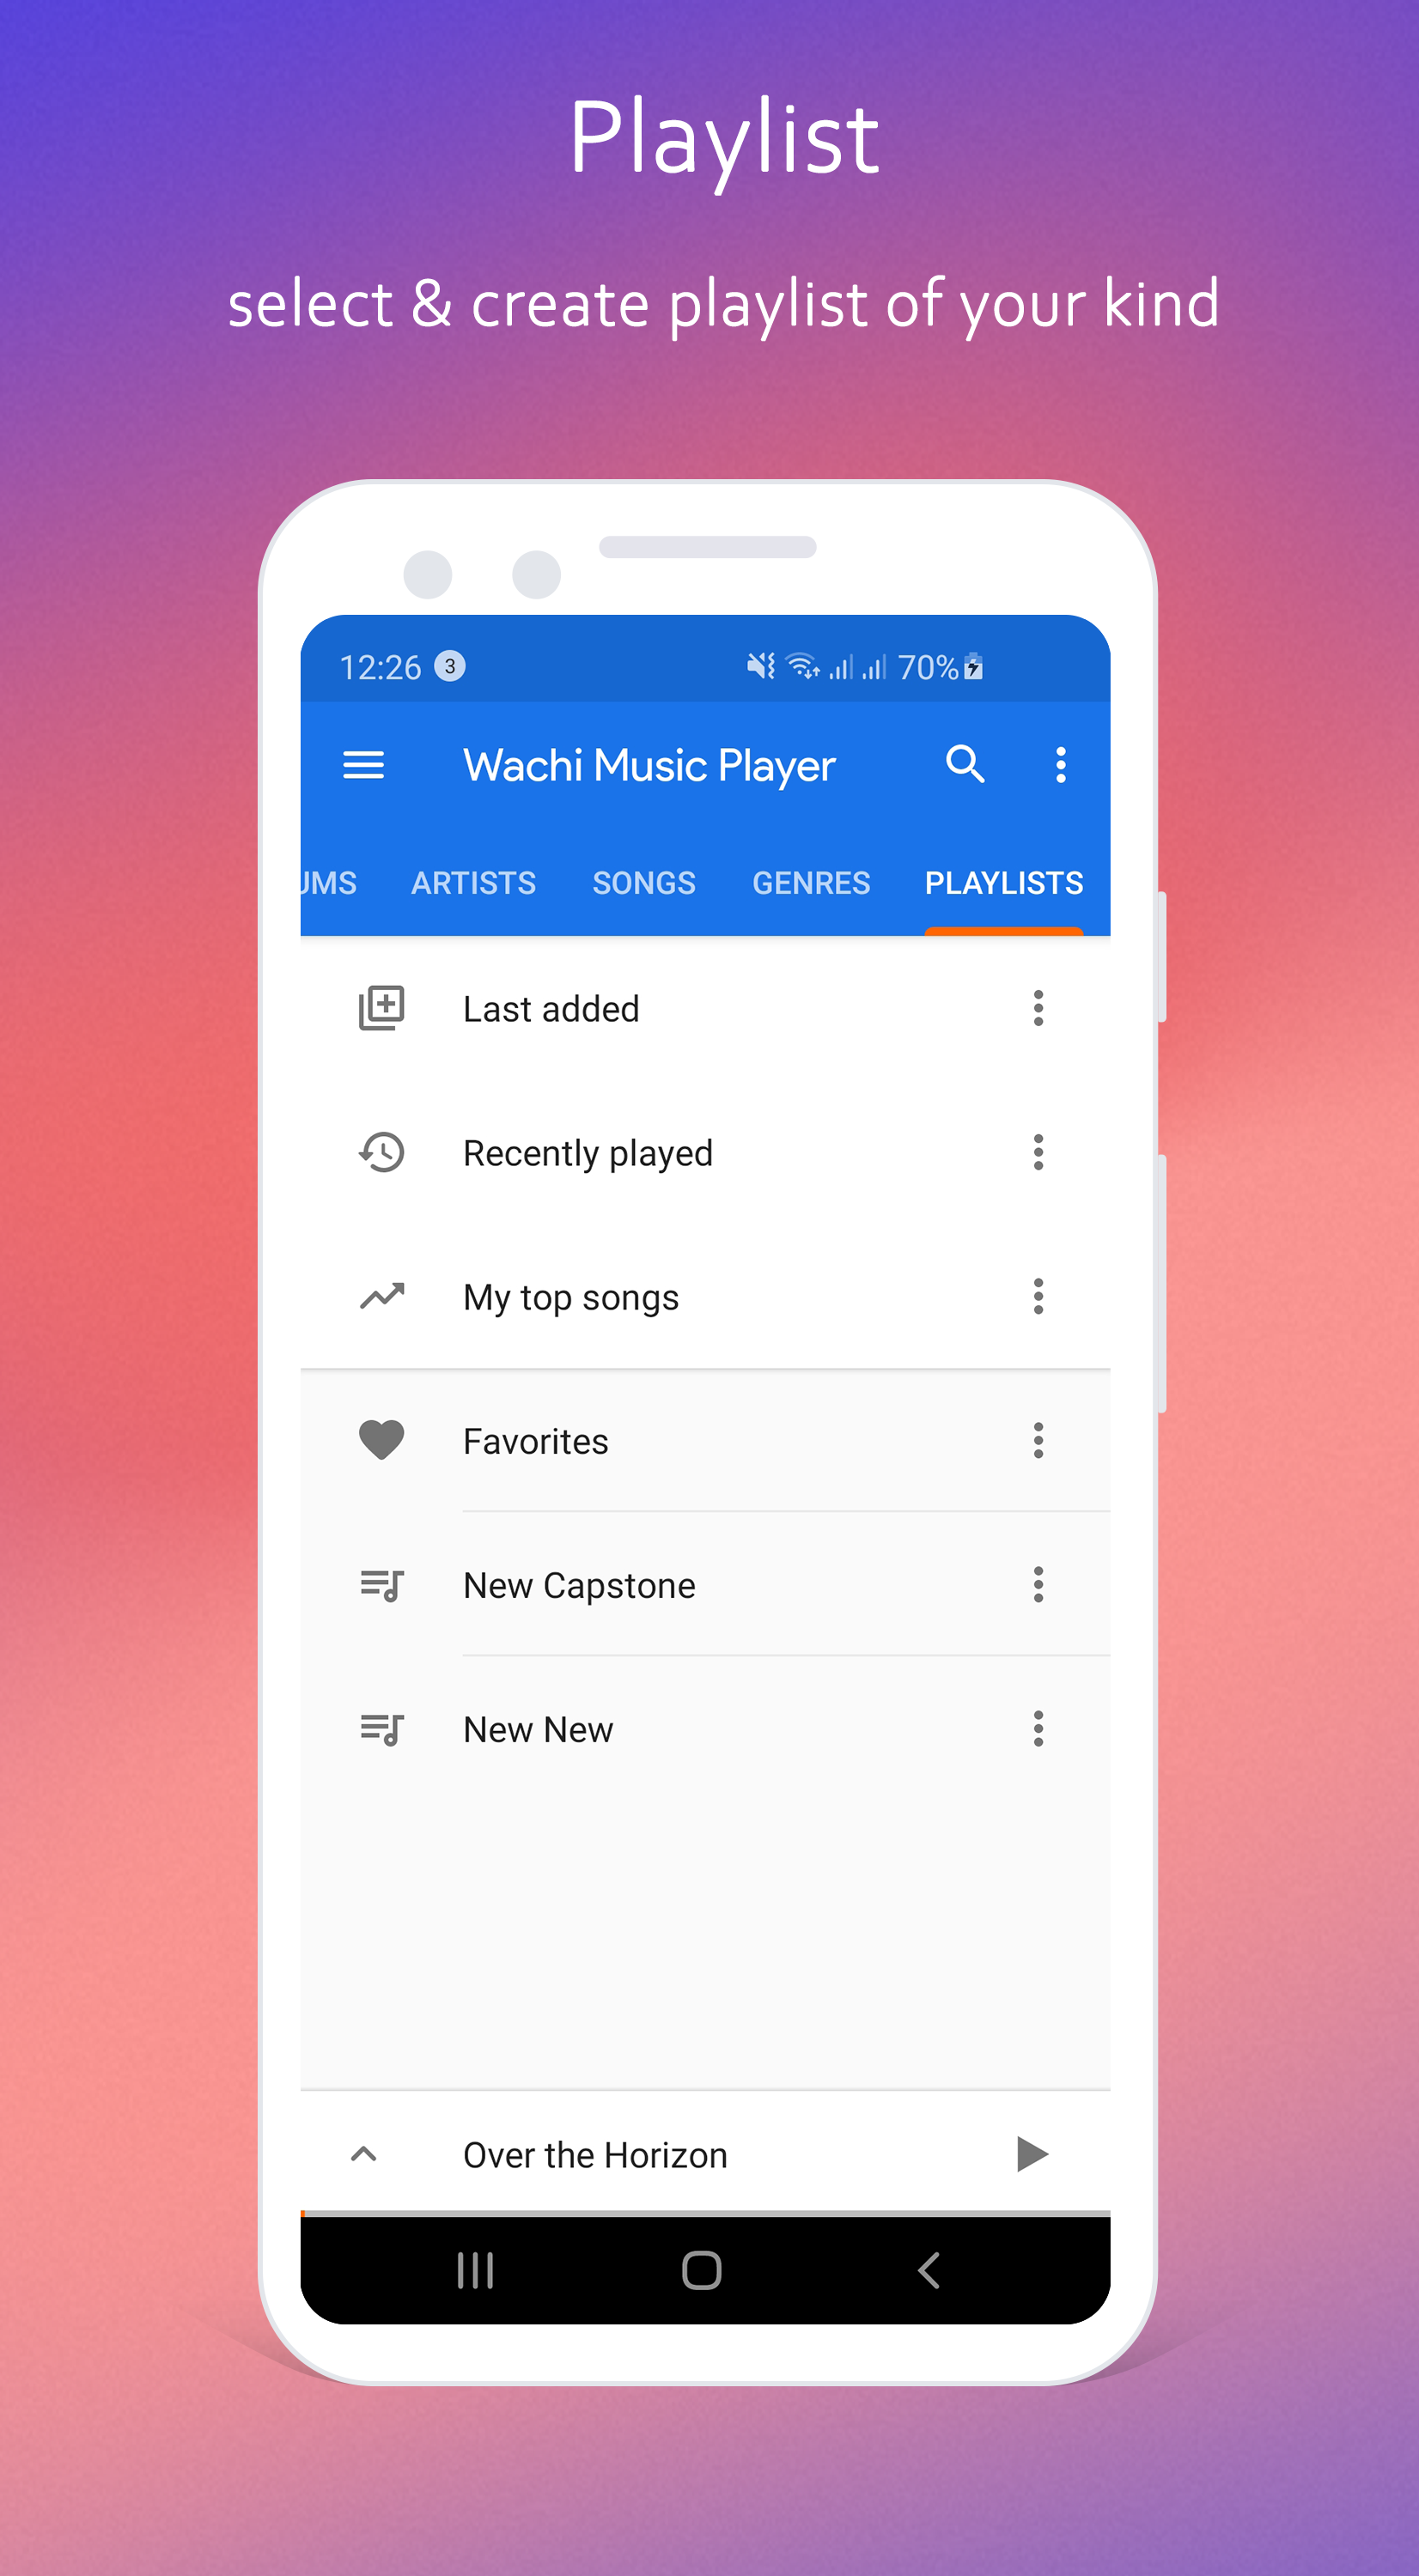 Playlist
select & create playlist of your kind
12:26 3 70%
Wachi Music Player
UMS ARTISTS SONGS GENRES PLAYLISTS
Last added
Recently played
My top songs
Favorites
New Capstone
New New
Over the Horizon